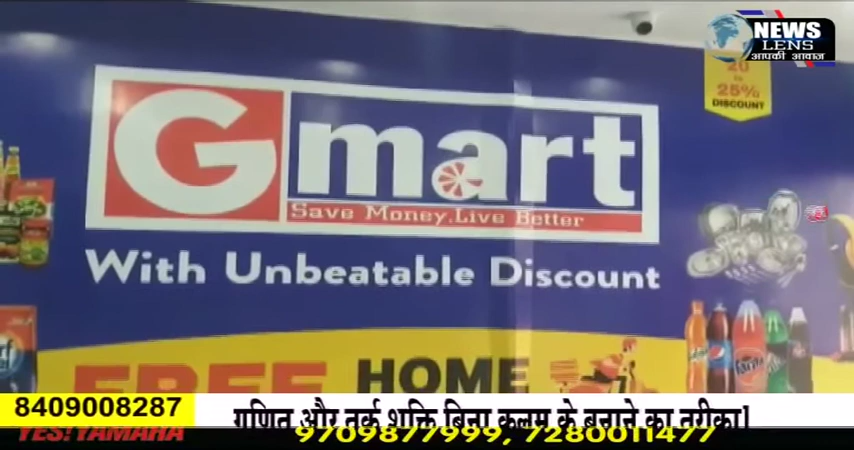 NEWS
LENS
आपकी आवाज
20
to
25%
DISCOUNT
Gmart
Save Money.Live Better
With Unbeatable Discount
FREE HOME
8409008287
गणित और तर्क शक्ति बिना कलम के बनाने का तरीका
YES! YAMAHA
9709877999, 7280011477